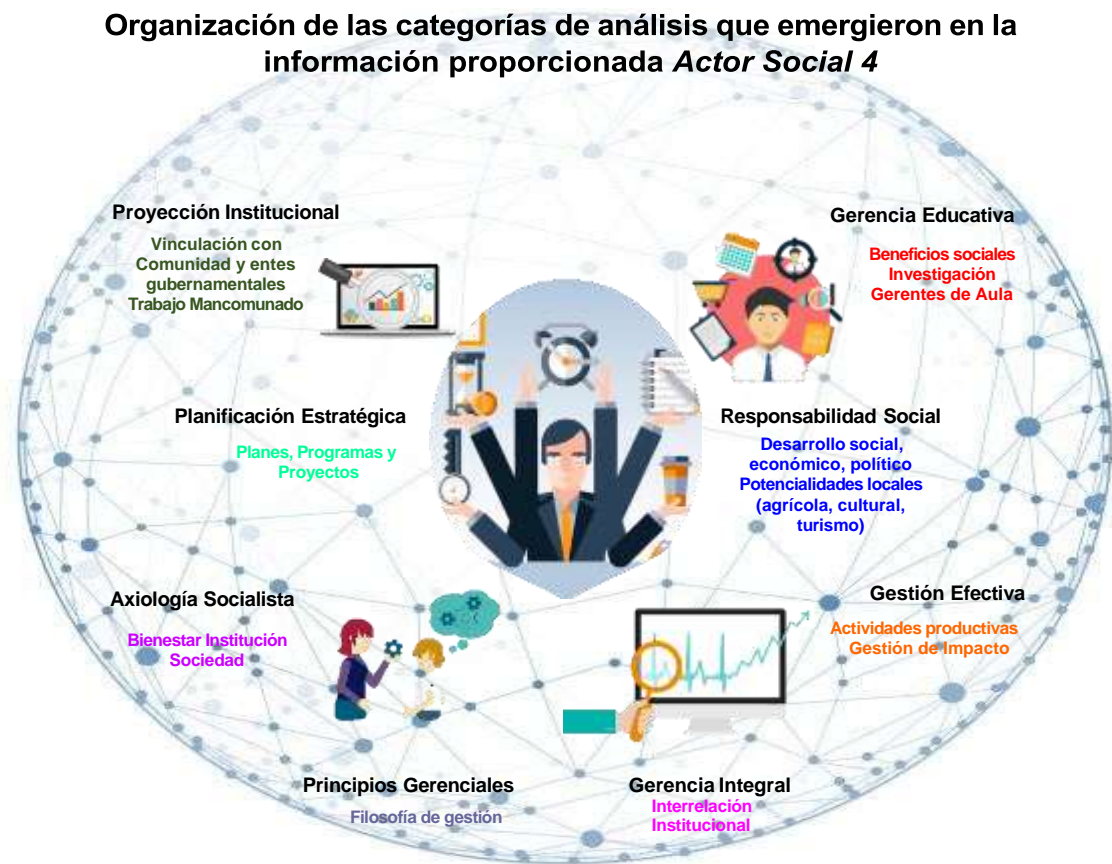 Organización de las categorías de análisis que emergieron en la
información proporcionada Actor Social 4
Proyección Institucional
Vinculación con
Comunidad y entes
gubernamentales
Trabajo Mancomunado
Gerencia Educativa
Beneficios sociales
Investigación
Gerentes de Aula
Planificación Estratégica
Planes, Programas y
Proyectos
Responsabilidad Social
Desarrollo social,
económico, político
Potencialidades locales
(agrícola, cultural,
turismo)
Axiología Socialista
Bienestar Institución
Sociedad
Gestión Efectiva
Actividades productivas
Gestión de Impacto
Principios Gerenciales
Filosofía de gestión
Gerencia Integral
Interrelación
Institucional